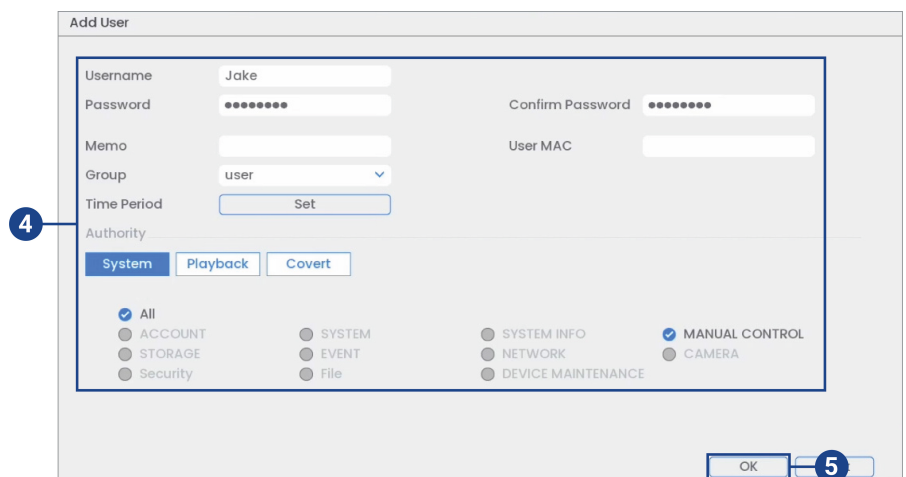 Add User
Username Jake
Password ●●●●●●●● Confirm Password ●●●●●●●●
Memo User MAC
Group user
Time Period Set
4
Authority
System Playback Covert
All
ACCOUNT SYSTEM SYSTEM INFO MANUAL CONTROL
STORAGE EVENT NETWORK CAMERA
Security File DEVICE MAINTENANCE
OK 5